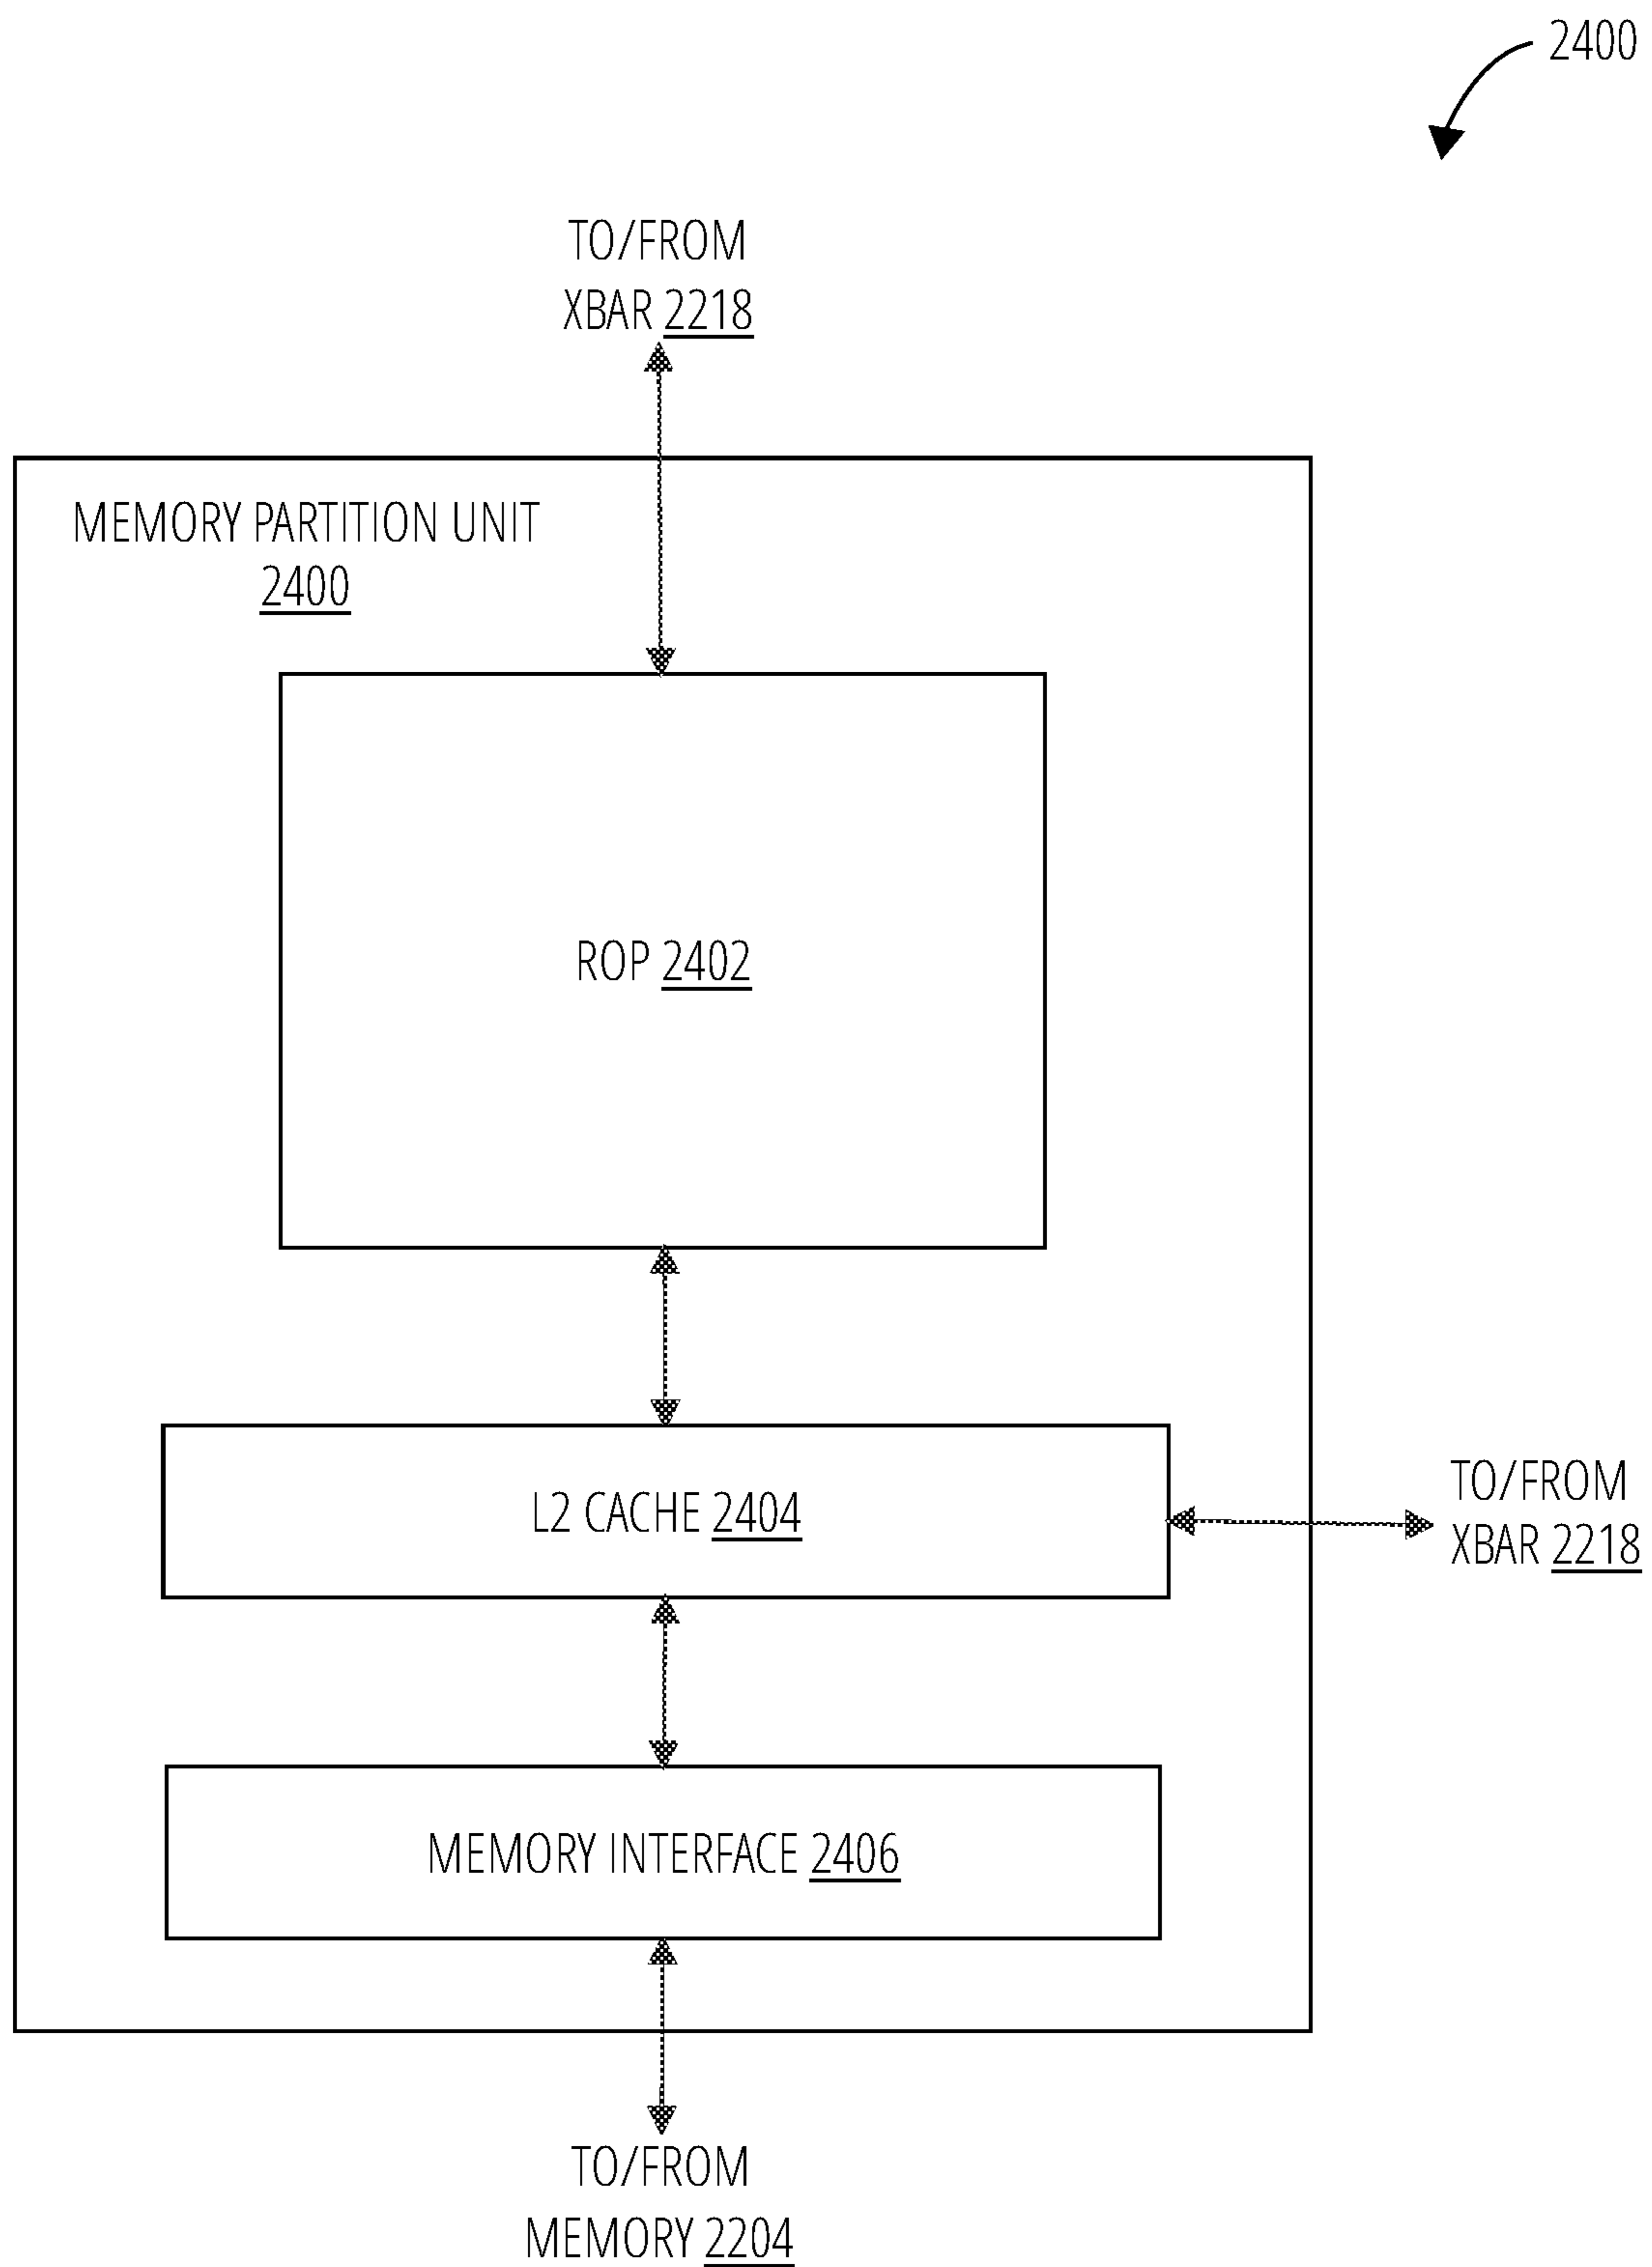 2400
TO/FROM
XBAR 2218
MEMORY PARTITION UNIT
2400
ROP 2402
L2 CACHE 2404
TO/FROM
XBAR 2218
MEMORY INTERFACE 2406
TO/FROM
MEMORY 2204